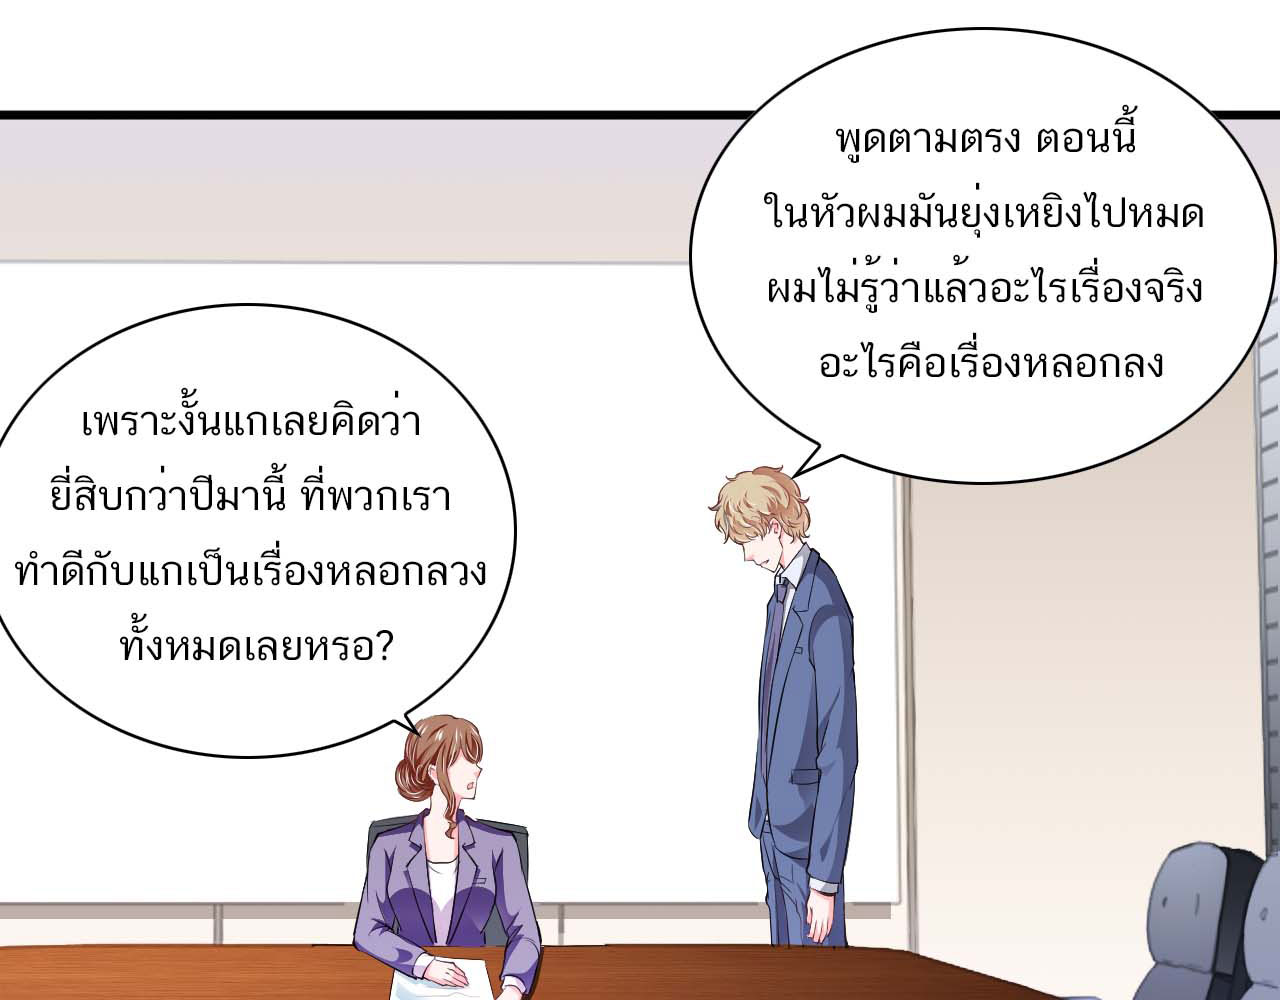 พูดตามตรง ตอนนี้
ในหัวผมมันยุ่งเหยิงไปหมด
ผมไม่รู้ว่าแล้วอะไรเรื่องจริง
อะไรคือเรื่องหลอกลง
เพราะงั้นแกเลยคิดว่า
ยี่สิบกว่าปีมานี้ ที่พวกเรา
ทำดีกับแกเป็นเรื่องหลอกลวง
ทั้งหมดเลยหรอ?